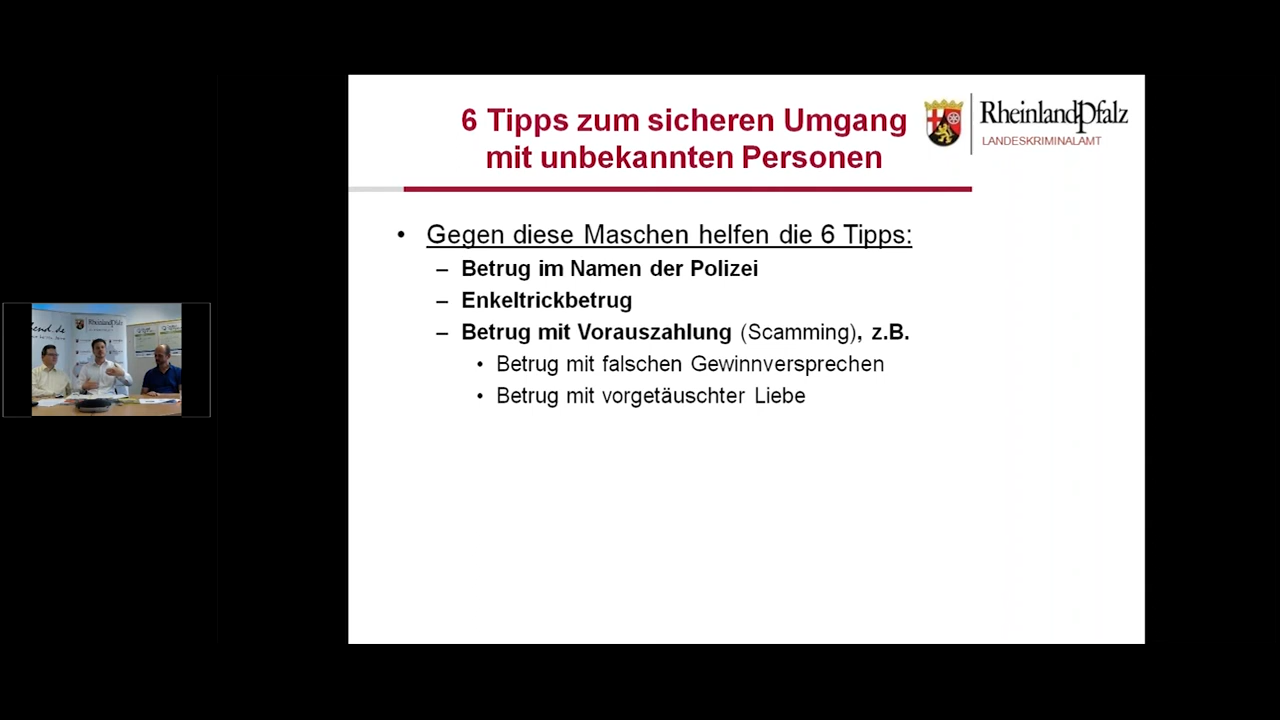 6 Tipps zum sicheren Umgang
mit unbekannten Personen
RheinlandPfalz
LANDESKRIMINALAMT
• Gegen diese Maschen helfen die 6 Tipps:
– Betrug im Namen der Polizei
– Enkeltrickbetrug
– Betrug mit Vorauszahlung (Scamming), z.B.
• Betrug mit falschen Gewinnversprechen
• Betrug mit vorgetäuschter Liebe
RheinlandPfalz